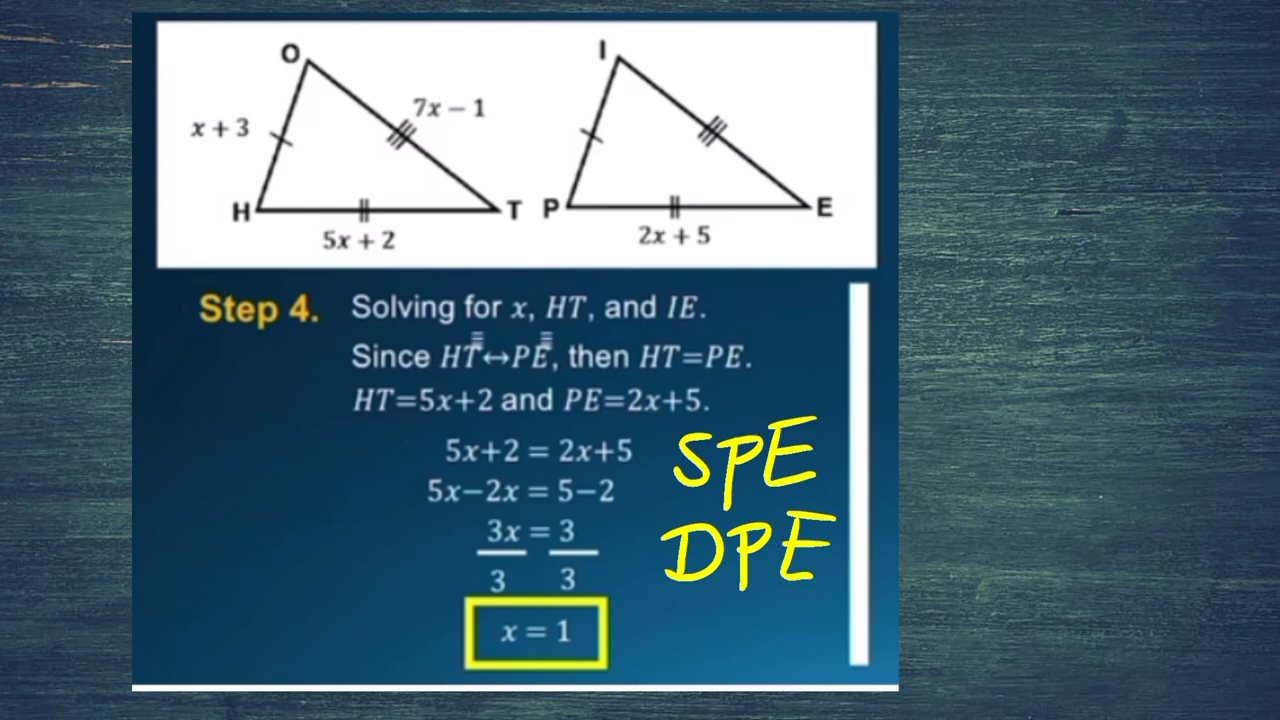 O
I
7x − 1
x + 3
H
T
P
E
5x + 2
2x + 5
Step 4. Solving for x, HT, and IE.
Since HT↔PE, then HT=PE.
HT=5x+2 and PE=2x+5.
5x+2 = 2x+5
SPE
5x−2x = 5−2
3x = 3
DPE
3 3
x = 1